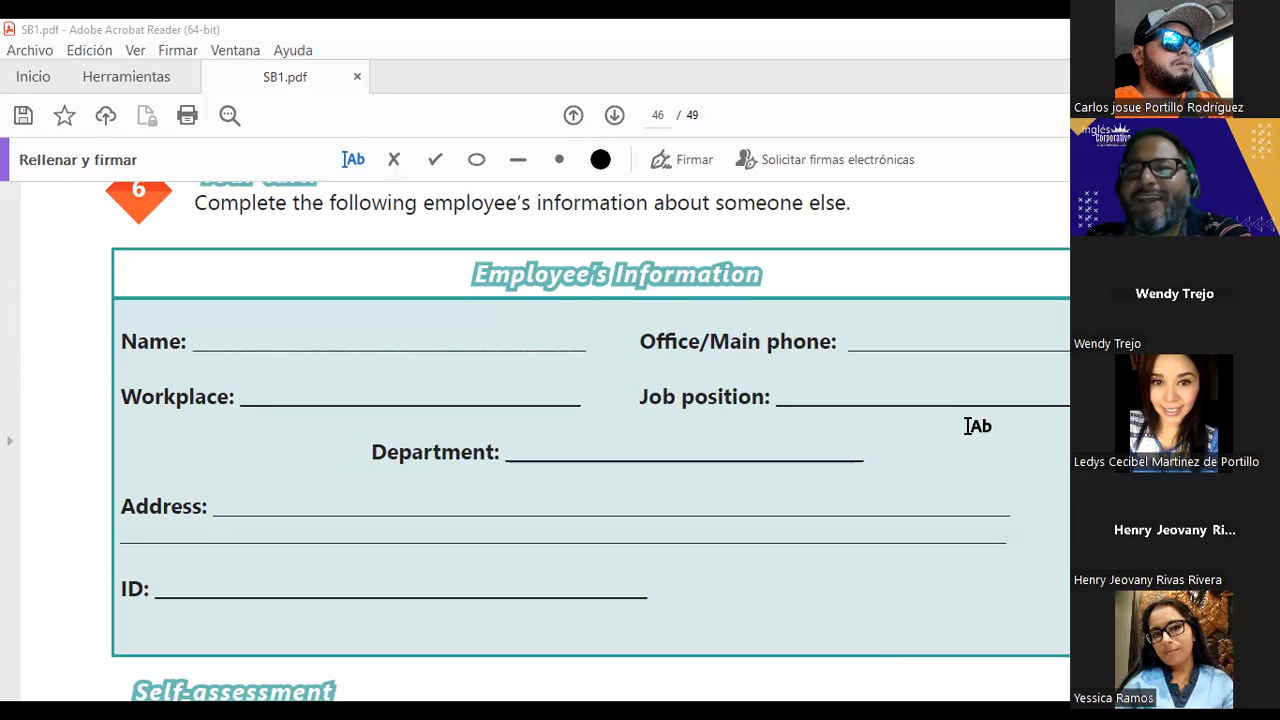 SB1.pdf - Adobe Acrobat Reader (64-bit)
Archivo Edición Ver Firmar Ventana Ayuda
Inicio Herramientas SB1.pdf ×
46 / 49
Rellenar y firmar Ab Firmar Solicitar firmas electrónicas
6
Complete the following employee's information about someone else.
Employee's Information
Name: Office/Main phone:
Workplace: Job position:
Ab
Department:
Address:
ID:
Self-assessment
Carlos josue Portillo Rodríguez
Inglés
Corporativo
Wendy Trejo
Wendy Trejo
Ledys Cecibel Martinez de Portillo
Henry Jeovany Ri...
Henry Jeovany Rivas Rivera
Yessica Ramos